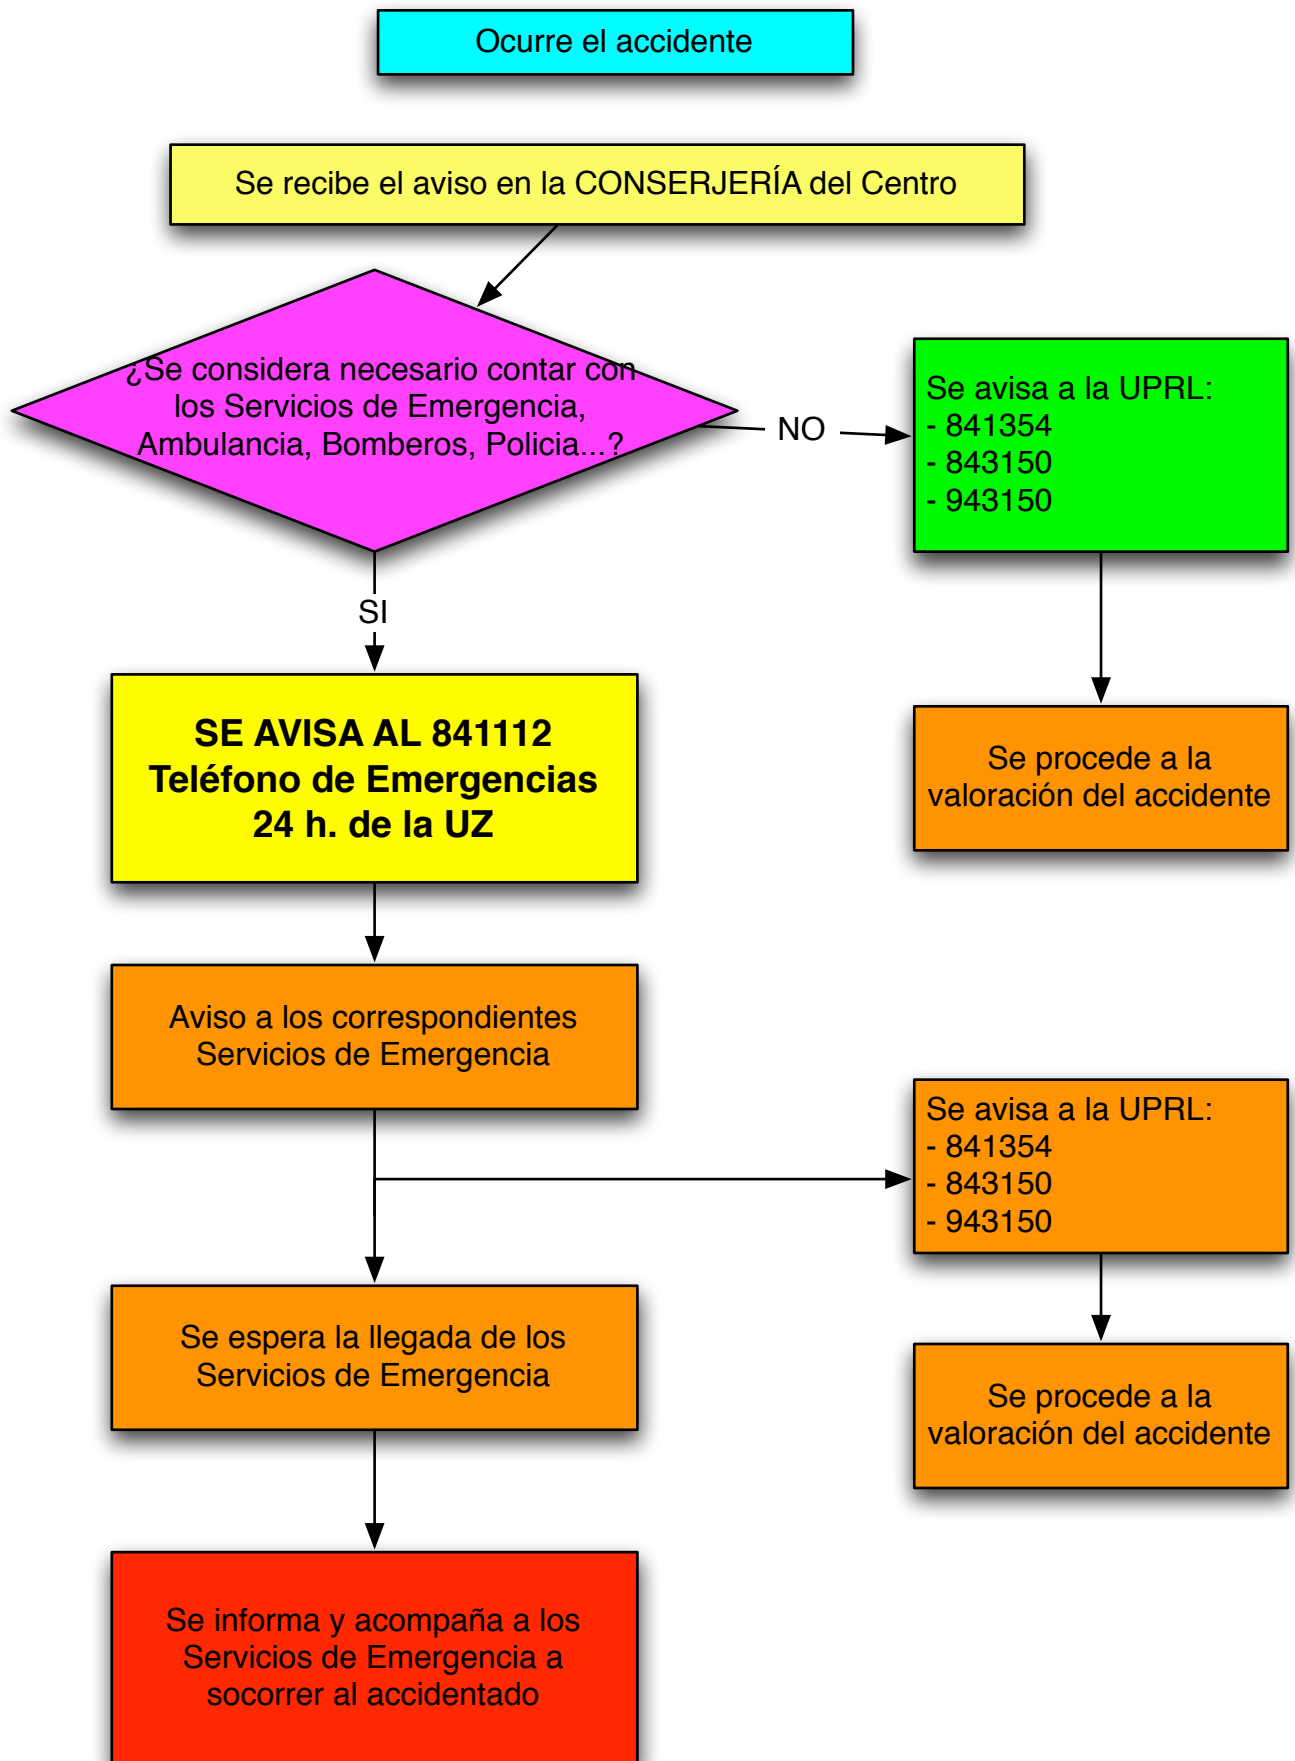 Ocurre el accidente
Se recibe el aviso en la CONSERJERÍA del Centro
¿Se considera necesario contar con
los Servicios de Emergencia,
Ambulancia, Bomberos, Policia...?
NO
Se avisa a la UPRL:
- 841354
- 843150
- 943150
SI
SE AVISA AL 841112
Teléfono de Emergencias
24 h. de la UZ
Se procede a la
valoración del accidente
Aviso a los correspondientes
Servicios de Emergencia
Se avisa a la UPRL:
- 841354
- 843150
- 943150
Se espera la llegada de los
Servicios de Emergencia
Se procede a la
valoración del accidente
Se informa y acompaña a los
Servicios de Emergencia a
socorrer al accidentado